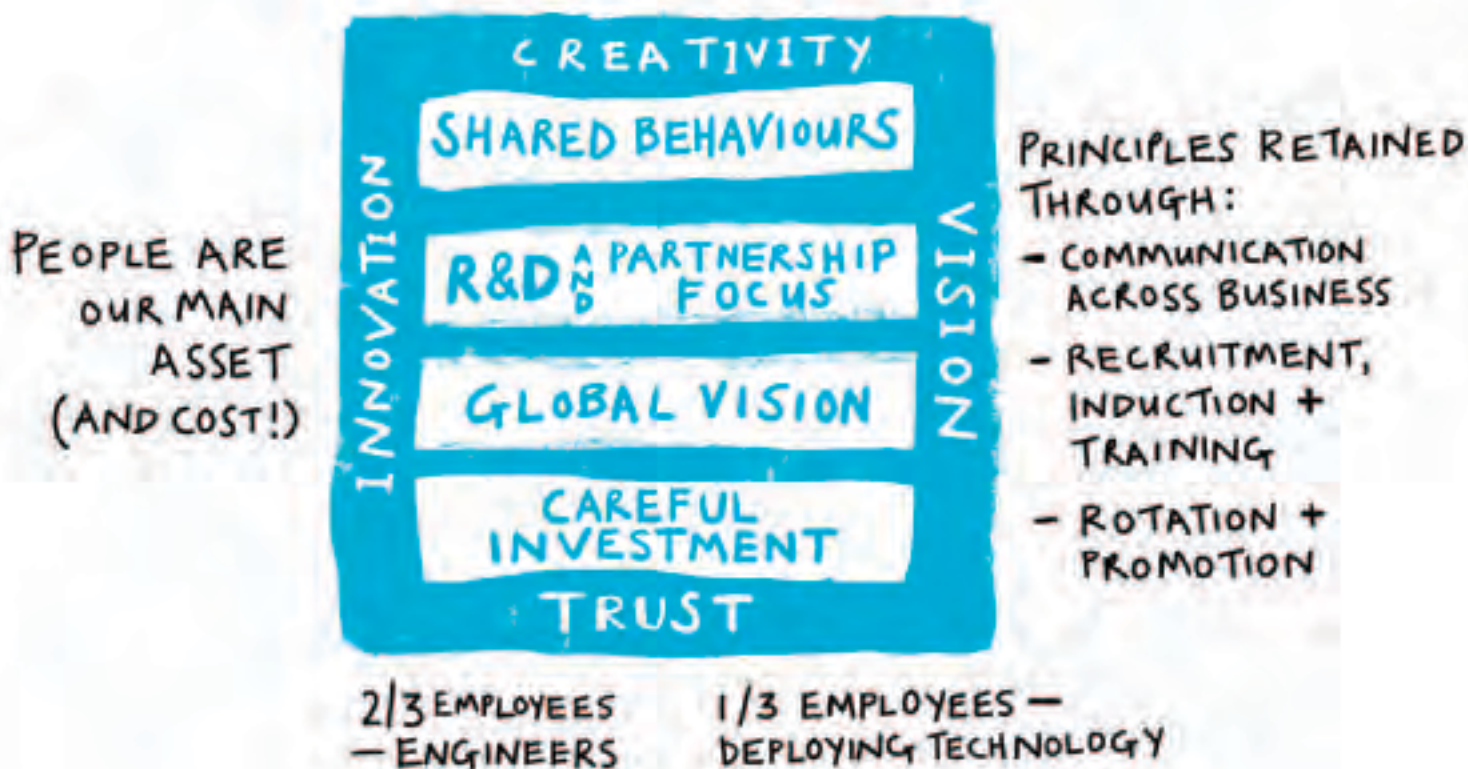 CREATIVITY
SHARED BEHAVIOURS
R&D AND PARTNERSHIP
FOCUS
GLOBAL VISION
CAREFUL
INVESTMENT
TRUST
INNOVATION
VISION
PEOPLE ARE
OUR MAIN
ASSET
(AND COST!)
PRINCIPLES RETAINED
THROUGH:
- COMMUNICATION
ACROSS BUSINESS
- RECRUITMENT,
INDUCTION +
TRAINING
- ROTATION +
PROMOTION
2/3 EMPLOYEES
- ENGINEERS
1/3 EMPLOYEES -
DEPLOYING TECHNOLOGY